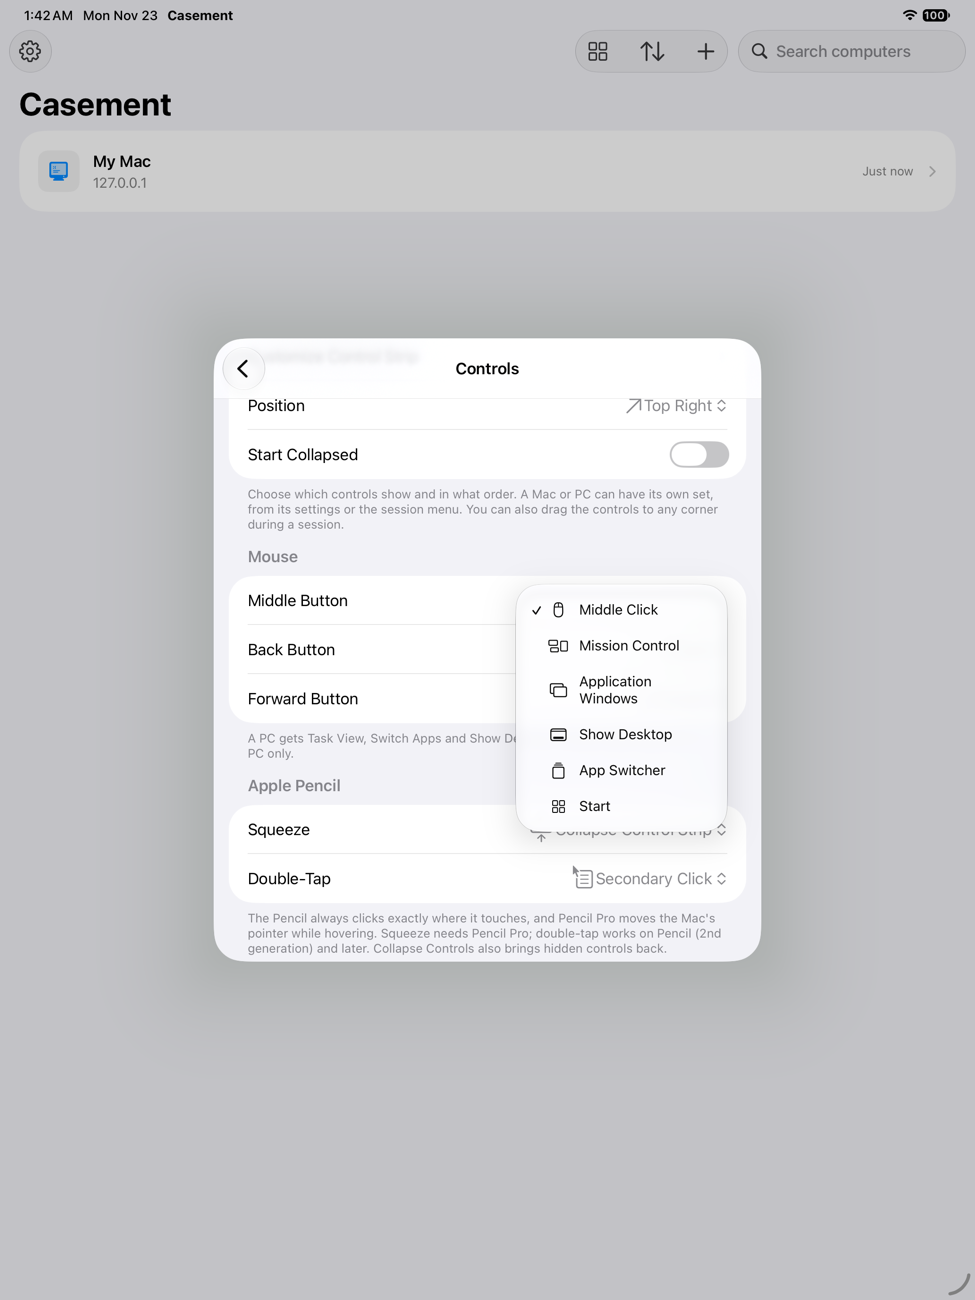 1:42 AM Mon Nov 23 Casement
100
Search computers
Casement
My Mac
127.0.0.1
Just now
Controls
Position
Top Right
Start Collapsed
Choose which controls show and in what order. A Mac or PC can have its own set,
from its settings or the session menu. You can also drag the controls to any corner
during a session.
Mouse
Middle Button
Back Button
Forward Button
Middle Click
Mission Control
Application
Windows
Show Desktop
App Switcher
Start
A PC gets Task View, Switch Apps and Show
PC only.
Apple Pencil
Squeeze
Collapse Control Strip
Double-Tap
Secondary Click
The Pencil always clicks exactly where it touches, and Pencil Pro moves the Mac's
pointer while hovering. Squeeze needs Pencil Pro; double-tap works on Pencil (2nd
generation) and later. Collapse Controls also brings hidden controls back.